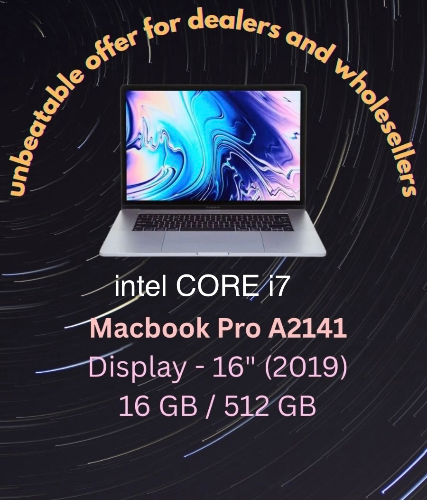 unbeatable offer for dealers and wholesellers
intel CORE i7
Macbook Pro A2141
Display - 16" (2019)
16 GB / 512 GB